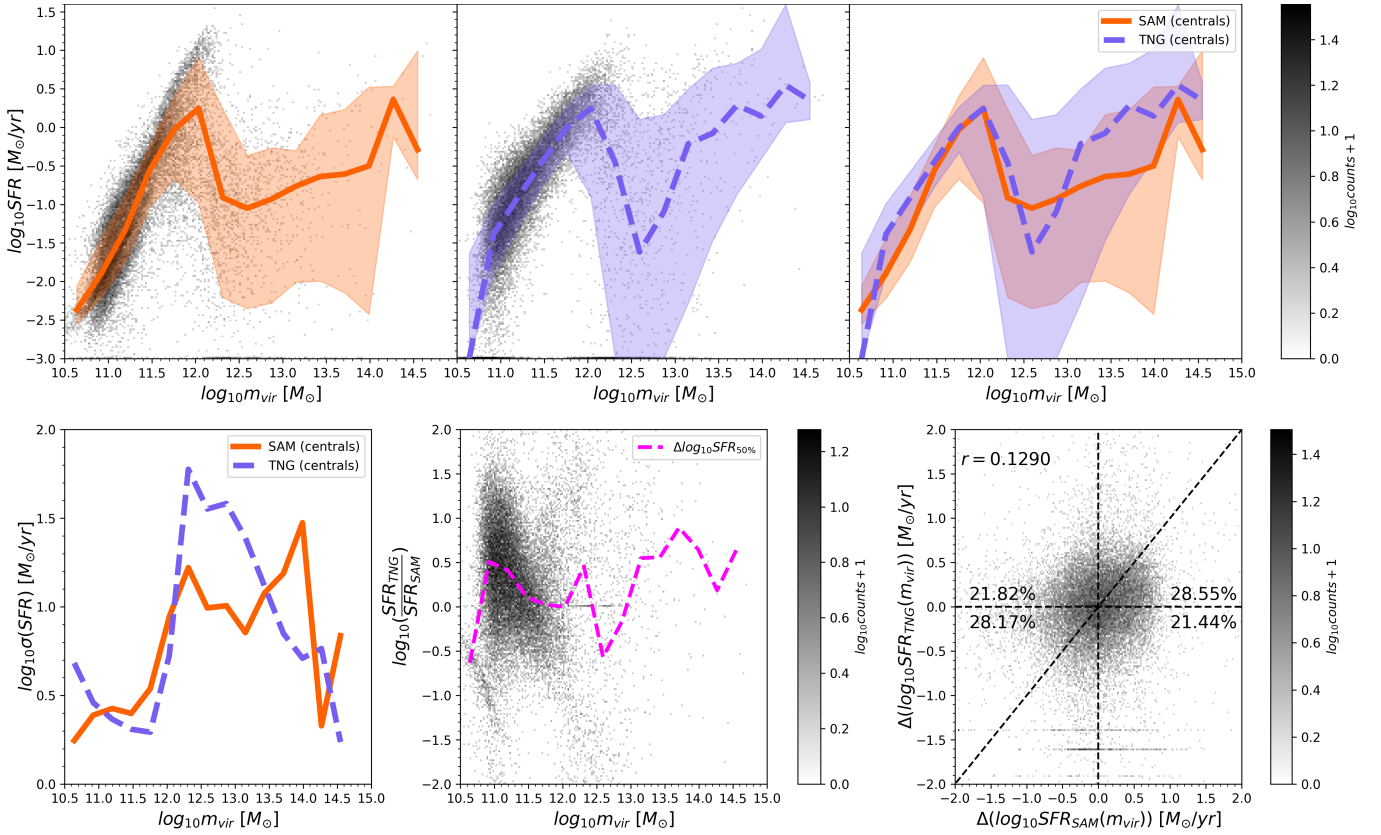 1.5
1.0
0.5
0.0
−0.5
−1.0
−1.5
−2.0
−2.5
−3.0
log₁₀SFR [M⊙/yr]
SAM (centrals)
TNG (centrals)
10.5 11.0 11.5 12.0 12.5 13.0 13.5 14.0 14.5
10.5 11.0 11.5 12.0 12.5 13.0 13.5 14.0 14.5
10.5 11.0 11.5 12.0 12.5 13.0 13.5 14.0 14.5 15.0
log₁₀m_vir [M⊙]
log₁₀m_vir [M⊙]
log₁₀m_vir [M⊙]
1.4
1.2
1.0
0.8
0.6
0.4
0.2
0.0
log₁₀counts + 1
2.0
1.5
1.0
0.5
0.0
log₁₀σ(SFR) [M⊙/yr]
SAM (centrals)
TNG (centrals)
10.5 11.0 11.5 12.0 12.5 13.0 13.5 14.0 14.5 15.0
log₁₀m_vir [M⊙]
2.0
1.5
1.0
0.5
0.0
−0.5
−1.0
−1.5
−2.0
log₁₀(SFR_TNG/SFR_SAM)
Δlog₁₀SFR₅₀%
10.5 11.0 11.5 12.0 12.5 13.0 13.5 14.0 14.5 15.0
log₁₀m_vir [M⊙]
1.2
1.0
0.8
0.6
0.4
0.2
0.0
log₁₀counts + 1
2.0
1.5
1.0
0.5
0.0
−0.5
−1.0
−1.5
−2.0
Δ(log₁₀SFR_TNG(m_vir)) [M⊙/yr]
r = 0.1290
21.82% 28.55%
28.17% 21.44%
−2.0 −1.5 −1.0 −0.5 0.0 0.5 1.0 1.5 2.0
Δ(log₁₀SFR_SAM(m_vir)) [M⊙/yr]
1.4
1.2
1.0
0.8
0.6
0.4
0.2
0.0
log₁₀counts + 1